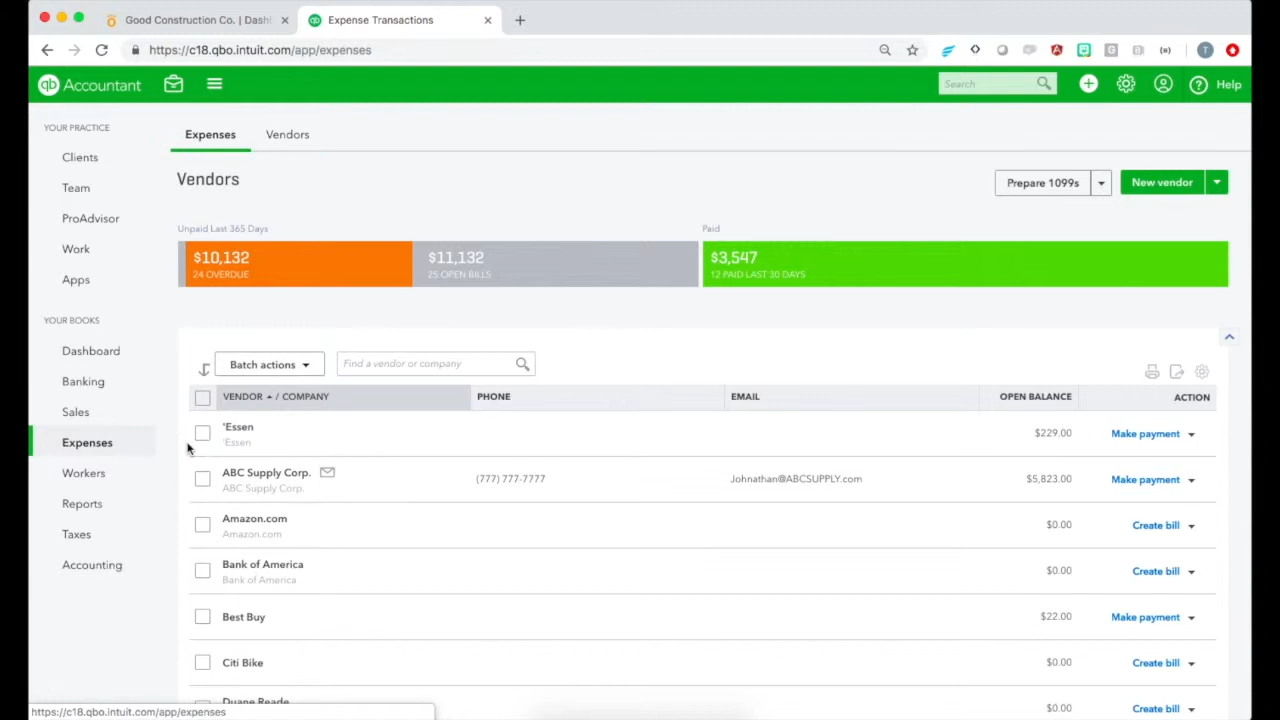 Good Construction Co. | Dash
Expense Transactions
https://c18.qbo.intuit.com/app/expenses
T
qb Accountant
Search
Help
YOUR PRACTICE
Clients
Team
ProAdvisor
Work
Apps
YOUR BOOKS
Dashboard
Banking
Sales
Expenses
Workers
Reports
Taxes
Accounting
Expenses Vendors
Vendors
Prepare 1099s
New vendor
Unpaid Last 365 Days
Paid
$10,132
24 OVERDUE
$11,132
25 OPEN BILLS
$3,547
12 PAID LAST 30 DAYS
Batch actions
Find a vendor or company
VENDOR / COMPANY PHONE EMAIL OPEN BALANCE ACTION
'Essen
'Essen
$229.00 Make payment
ABC Supply Corp.
ABC Supply Corp.
(777) 777-7777 Johnathan@ABCSUPPLY.com $5,823.00 Make payment
Amazon.com
Amazon.com
$0.00 Create bill
Bank of America
Bank of America
$0.00 Create bill
Best Buy $22.00 Make payment
Citi Bike $0.00 Create bill
Duane Reade
$0.00 Create bill
https://c18.qbo.intuit.com/app/expenses